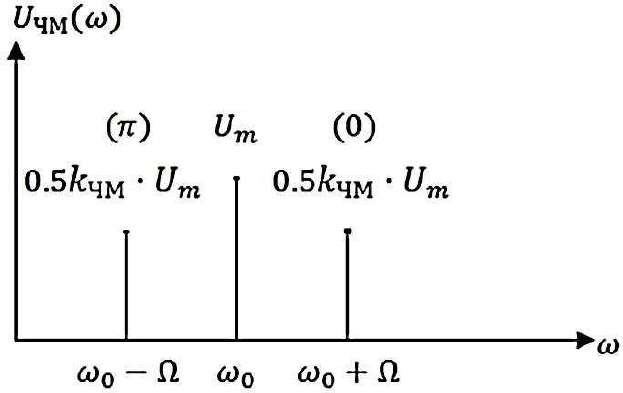 U_ЧМ(ω)
(π) U_m (0)
0.5k_ЧМ · U_m 0.5k_ЧМ · U_m
ω
ω₀ − Ω ω₀ ω₀ + Ω